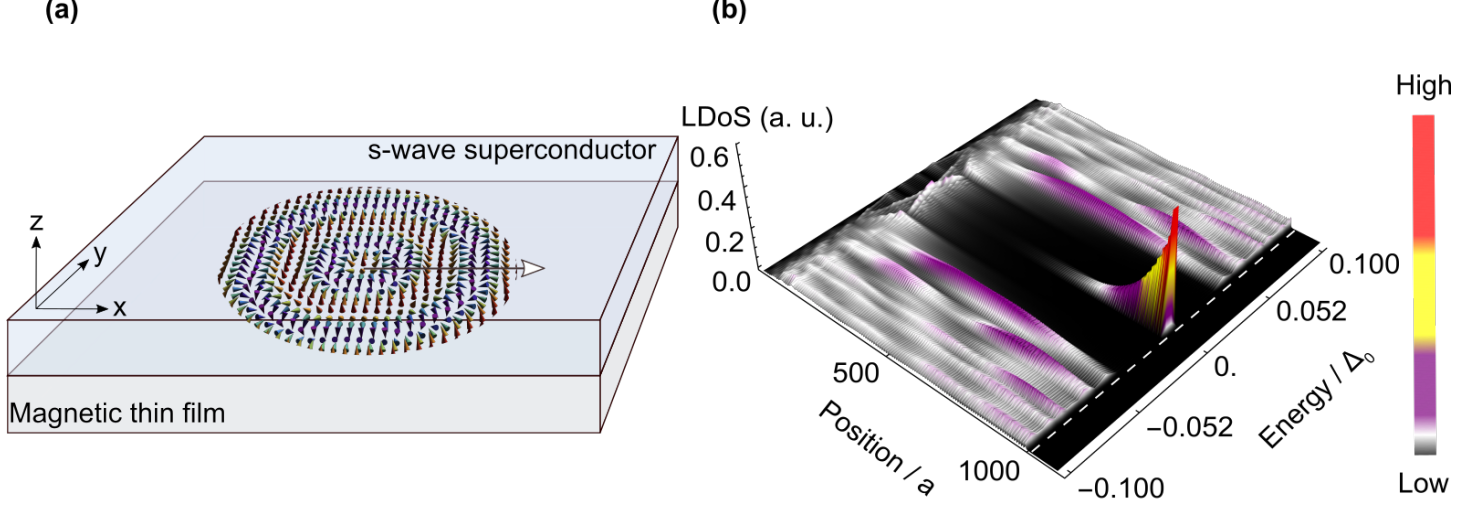 (a)
s-wave superconductor
z
y
x
Magnetic thin film
(b)
LDoS (a. u.)
0.6
0.4
0.2
0.0
500
1000
Position / a
−0.100
−0.052
0.
0.052
0.100
Energy / Δ₀
High
Low